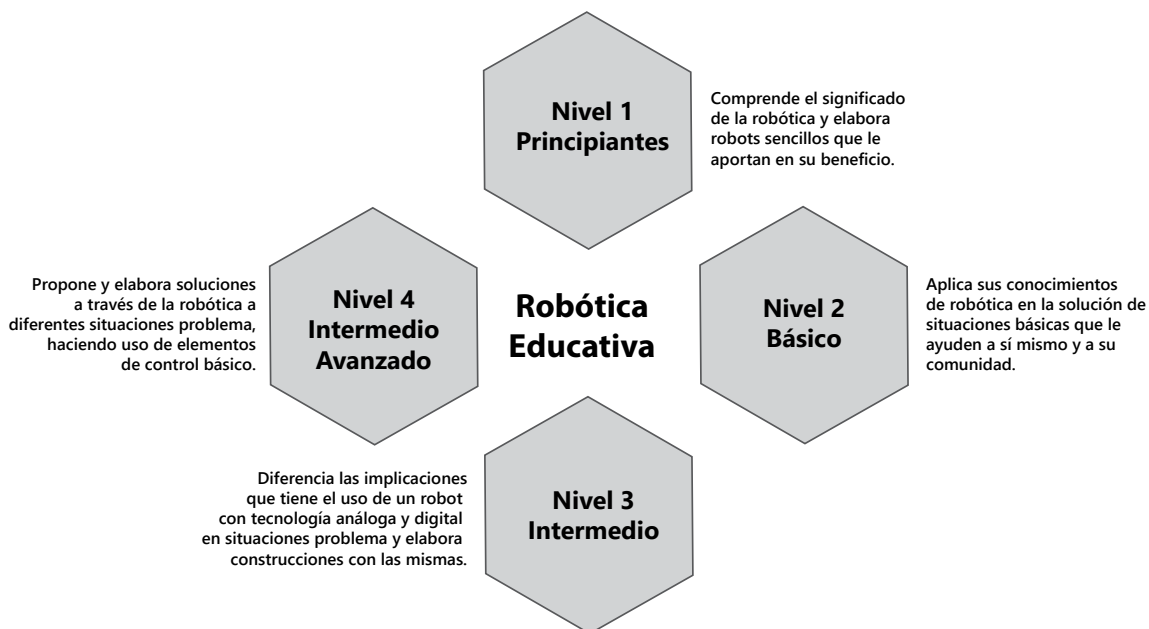 Nivel 1
Principiantes
Comprende el significado
de la robótica y elabora
robots sencillos que le
aportan en su beneficio.
Robótica
Educativa
Nivel 2
Básico
Aplica sus conocimientos
de robótica en la solución de
situaciones básicas que le
ayuden a sí mismo y a su
comunidad.
Nivel 3
Intermedio
Diferencia las implicaciones
que tiene el uso de un robot
con tecnología análoga y digital
en situaciones problema y elabora
construcciones con las mismas.
Nivel 4
Intermedio
Avanzado
Propone y elabora soluciones
a través de la robótica a
diferentes situaciones problema,
haciendo uso de elementos
de control básico.